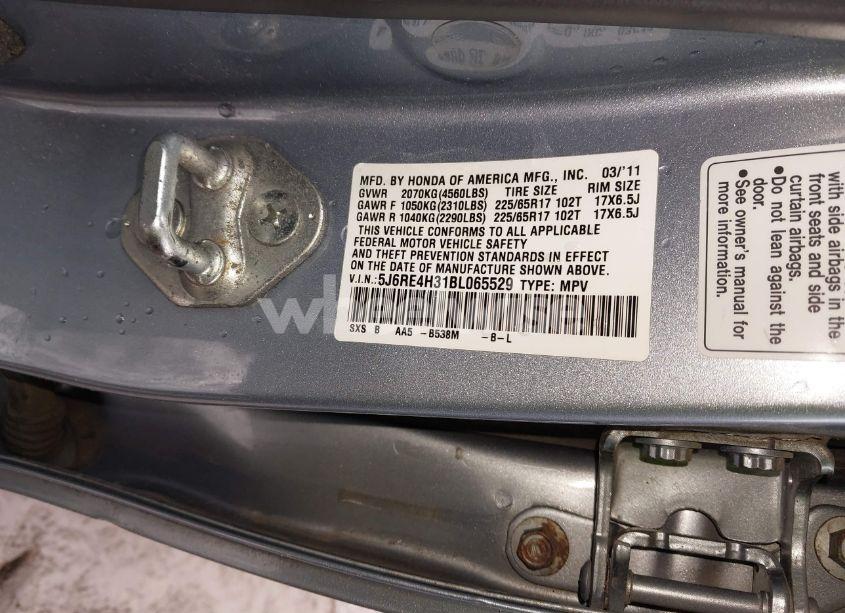 MFD. BY HONDA OF AMERICA MFG., INC. 03/'11
GVWR 2070KG(4560LBS) TIRE SIZE RIM SIZE
GAWR F 1050KG(2310LBS) 225/65R17 102T 17X6.5J
GAWR R 1040KG(2290LBS) 225/65R17 102T 17X6.5J
THIS VEHICLE CONFORMS TO ALL APPLICABLE
FEDERAL MOTOR VEHICLE SAFETY
AND THEFT PREVENTION STANDARDS IN EFFECT
ON THE DATE OF MANUFACTURE SHOWN ABOVE.
V.I.N.:5J6RE4H31BL065529 TYPE: MPV
SXS B AA5 -B538M -B-L
with side airbags in the
front seats and side
curtain airbags.
•Do not lean against the
door.
•See owner's manual for
more information.